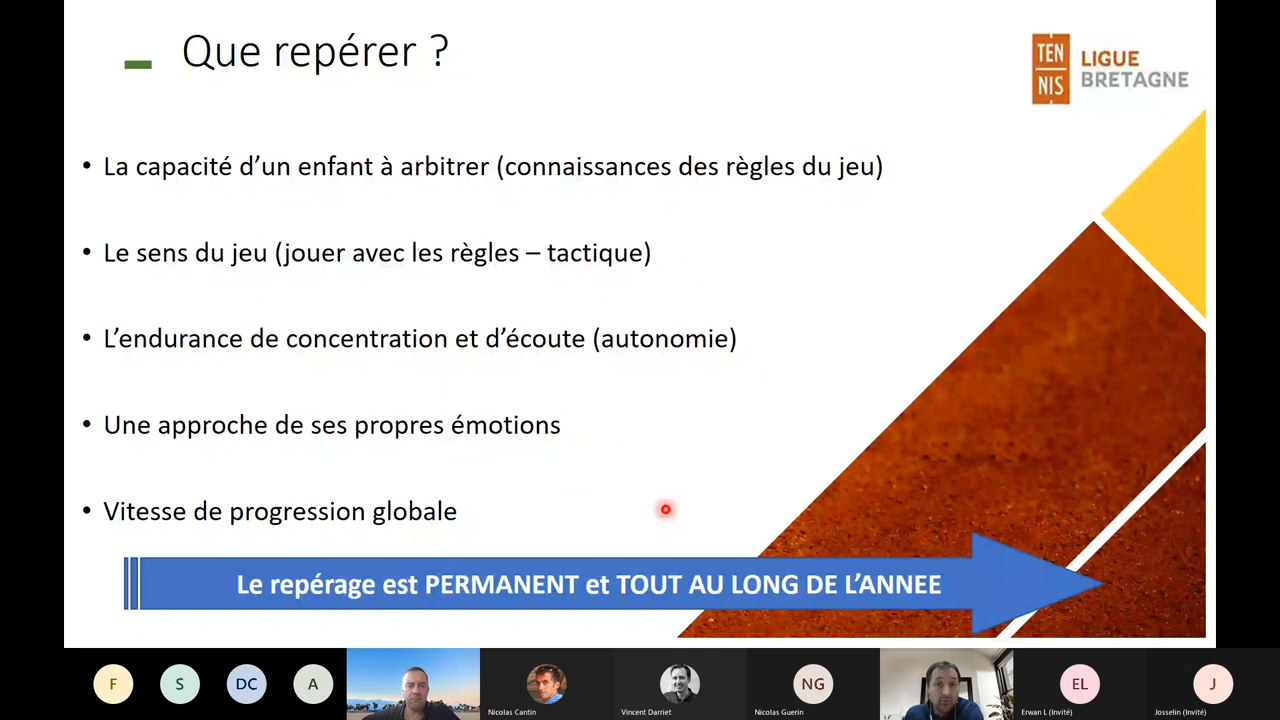 Que repérer ?
TEN
NIS
LIGUE
BRETAGNE
• La capacité d’un enfant à arbitrer (connaissances des règles du jeu)
• Le sens du jeu (jouer avec les règles – tactique)
• L’endurance de concentration et d’écoute (autonomie)
• Une approche de ses propres émotions
• Vitesse de progression globale
Le repérage est PERMANENT et TOUT AU LONG DE L’ANNEE
F
S
DC
A
NG
EL
J
Nicolas Cantin
Vincent Darriet
Nicolas Guerin
Erwan L (Invité)
Josselin (Invité)